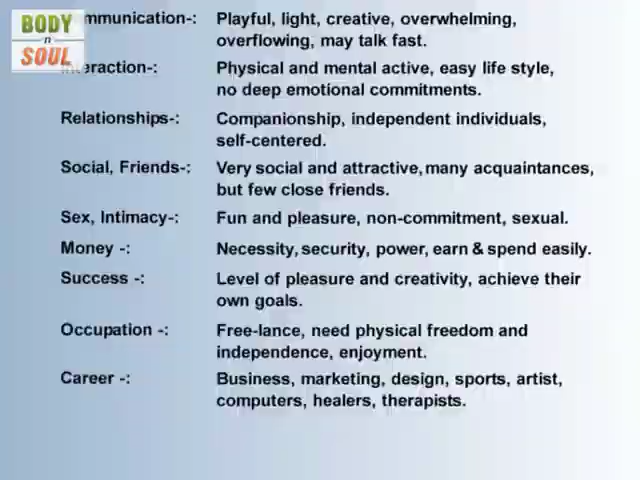 BODY
n
SOUL
mmunication-: Playful, light, creative, overwhelming,
overflowing, may talk fast.
eraction-: Physical and mental active, easy life style,
no deep emotional commitments.
Relationships-: Companionship, independent individuals,
self-centered.
Social, Friends-: Very social and attractive, many acquaintances,
but few close friends.
Sex, Intimacy-: Fun and pleasure, non-commitment, sexual.
Money -: Necessity, security, power, earn & spend easily.
Success -: Level of pleasure and creativity, achieve their
own goals.
Occupation -: Free-lance, need physical freedom and
independence, enjoyment.
Career -: Business, marketing, design, sports, artist,
computers, healers, therapists.